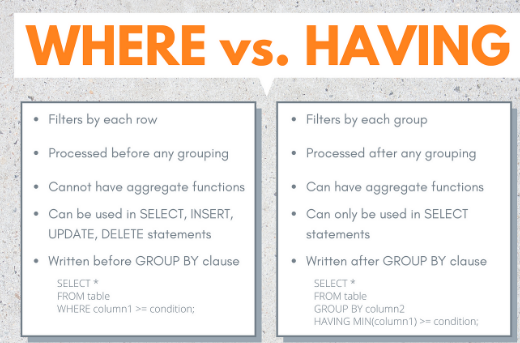 WHERE vs. HAVING
Filters by each row
Processed before any grouping
Cannot have aggregate functions
Can be used in SELECT, INSERT,
UPDATE, DELETE statements
Written before GROUP BY clause
SELECT *
FROM table
WHERE column1 >= condition;
Filters by each group
Processed after any grouping
Can have aggregate functions
Can only be used in SELECT
statements
Written after GROUP BY clause
SELECT *
FROM table
GROUP BY column2
HAVING MIN(column1) >= condition;